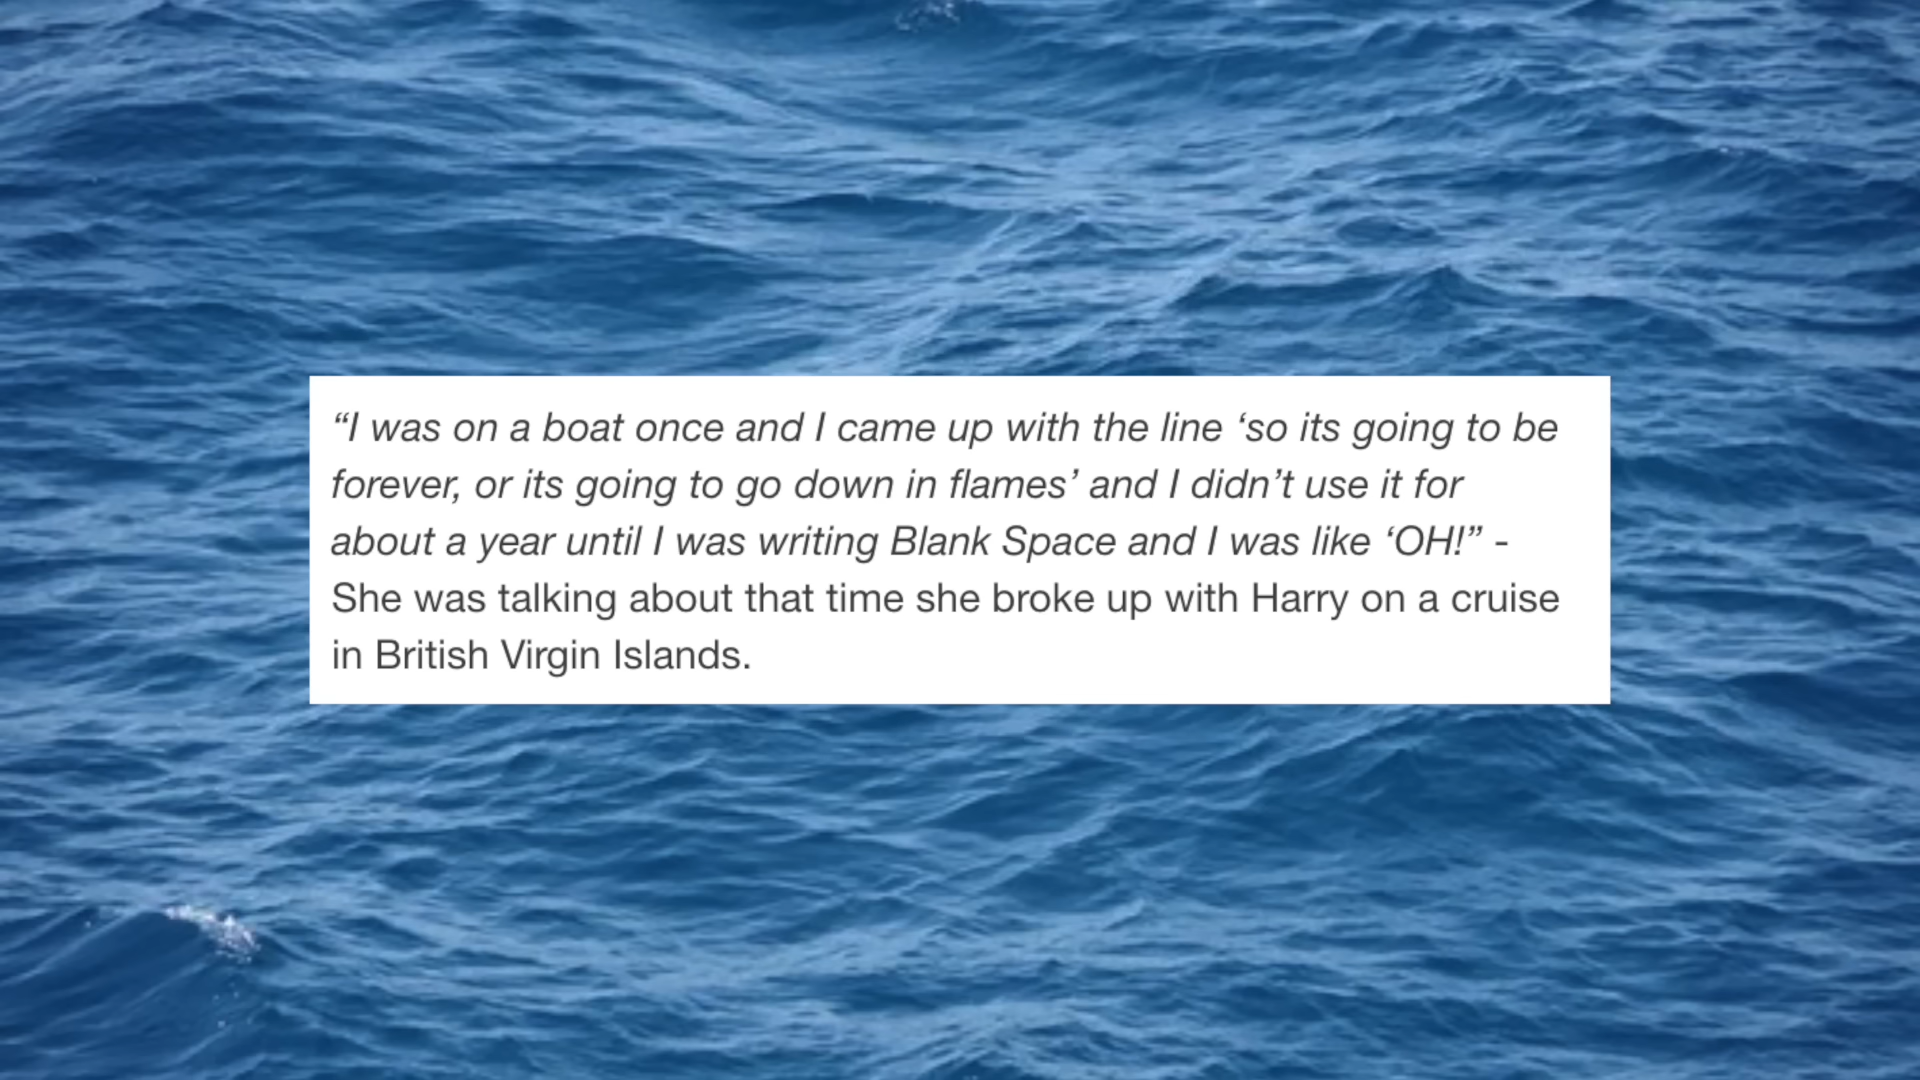 “I was on a boat once and I came up with the line ‘so its going to be
forever, or its going to go down in flames’ and I didn’t use it for
about a year until I was writing Blank Space and I was like ‘OH!” -
She was talking about that time she broke up with Harry on a cruise
in British Virgin Islands.